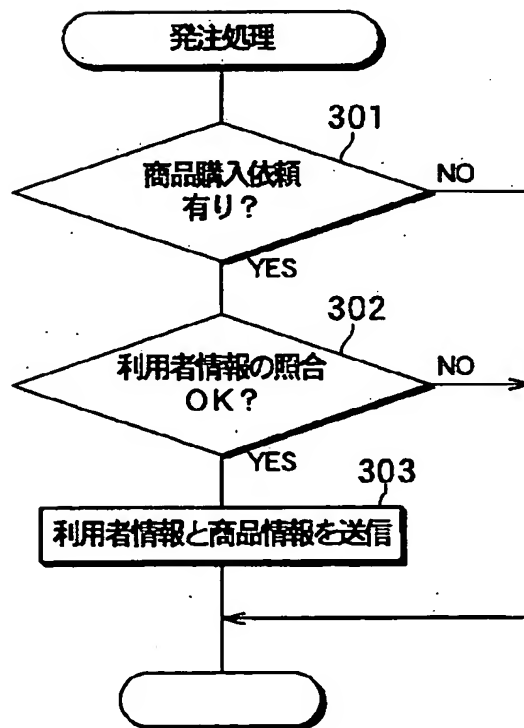 発注処理
301
商品購入依頼
有り?
NO
YES
302
利用者情報の照合
OK?
NO
YES
303
利用者情報と商品情報を送信